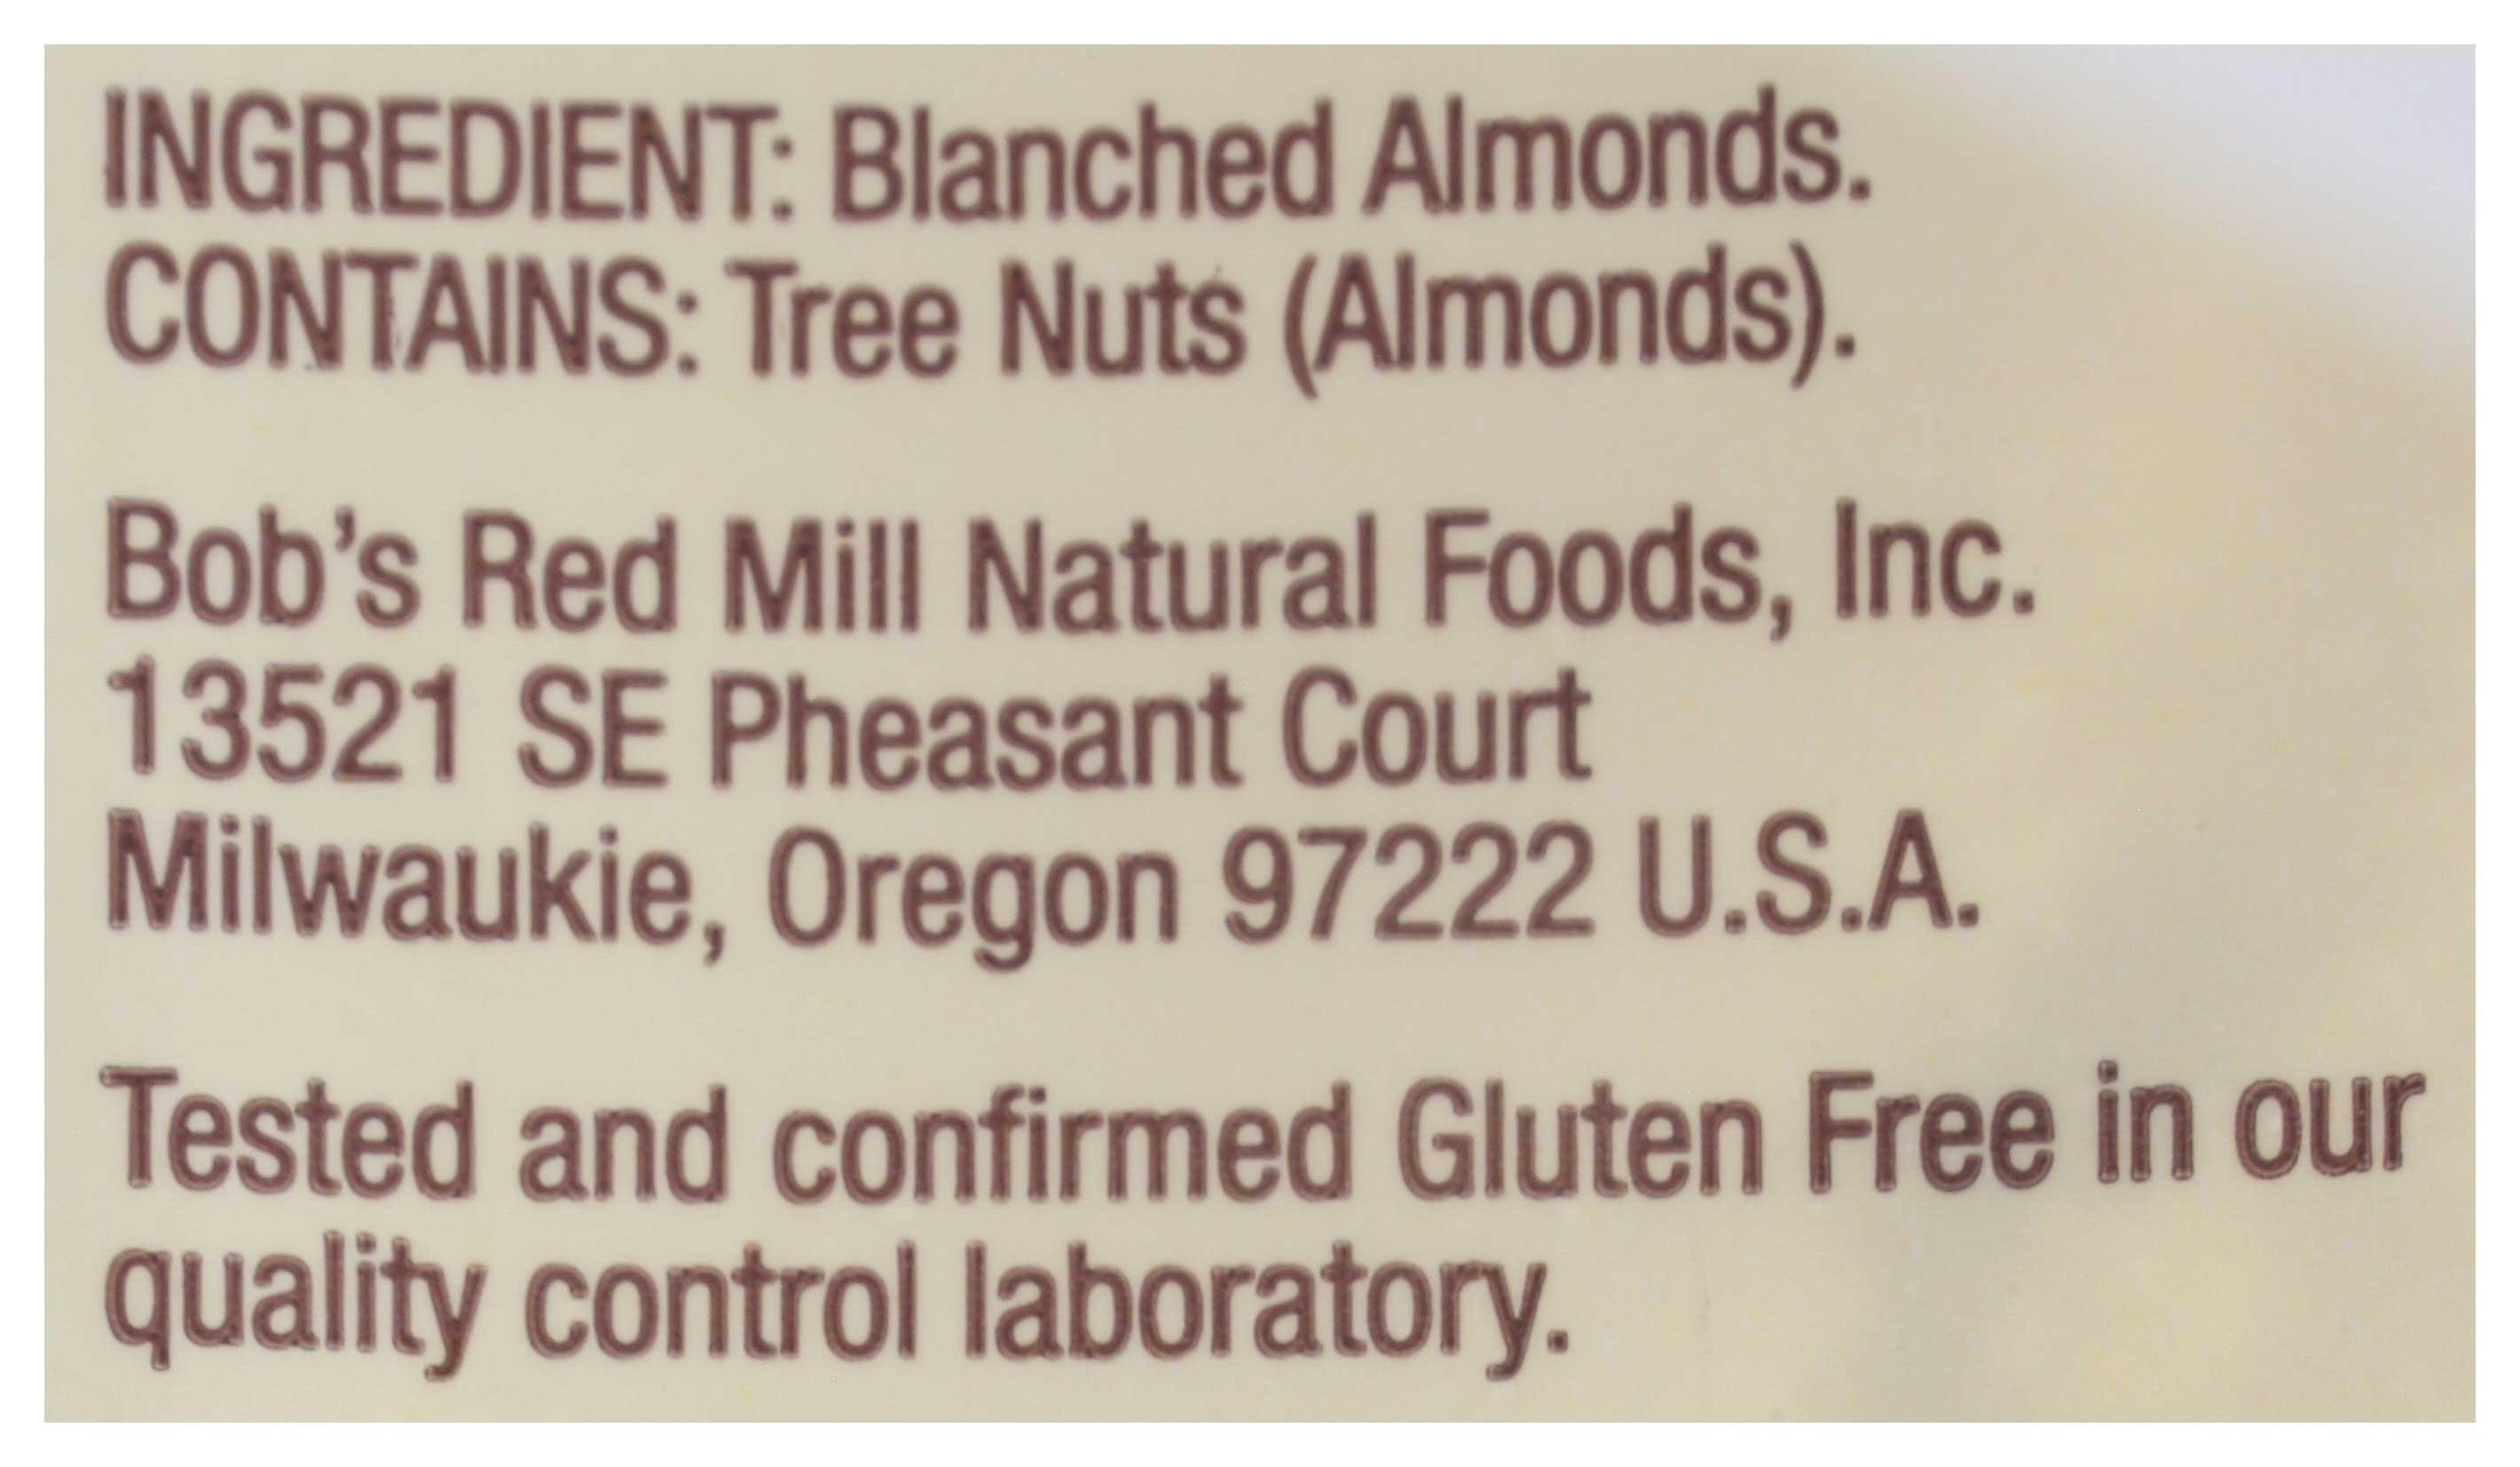 INGREDIENT: Blanched Almonds.
CONTAINS: Tree Nuts (Almonds).
Bob's Red Mill Natural Foods, Inc.
13521 SE Pheasant Court
Milwaukie, Oregon 97222 U.S.A.
Tested and confirmed Gluten Free in our
quality control laboratory.